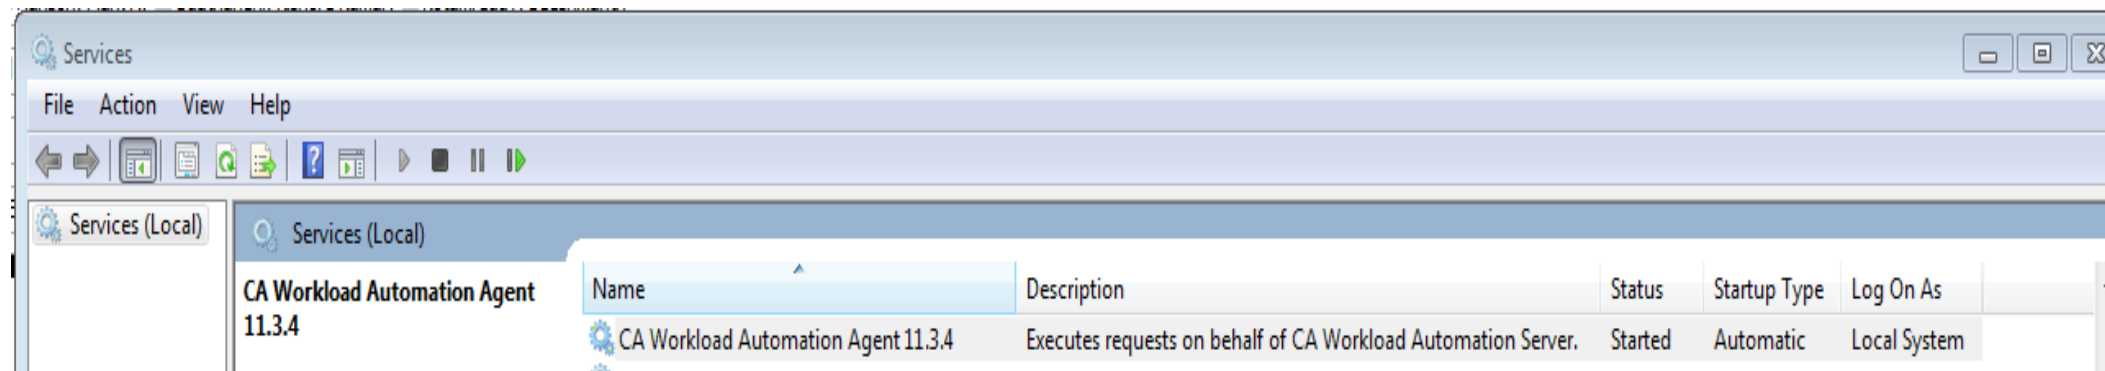 Services
File Action View Help
Services (Local)
Services (Local)
CA Workload Automation Agent
11.3.4
Name Description Status Startup Type Log On As
CA Workload Automation Agent 11.3.4 Executes requests on behalf of CA Workload Automation Server. Started Automatic Local System